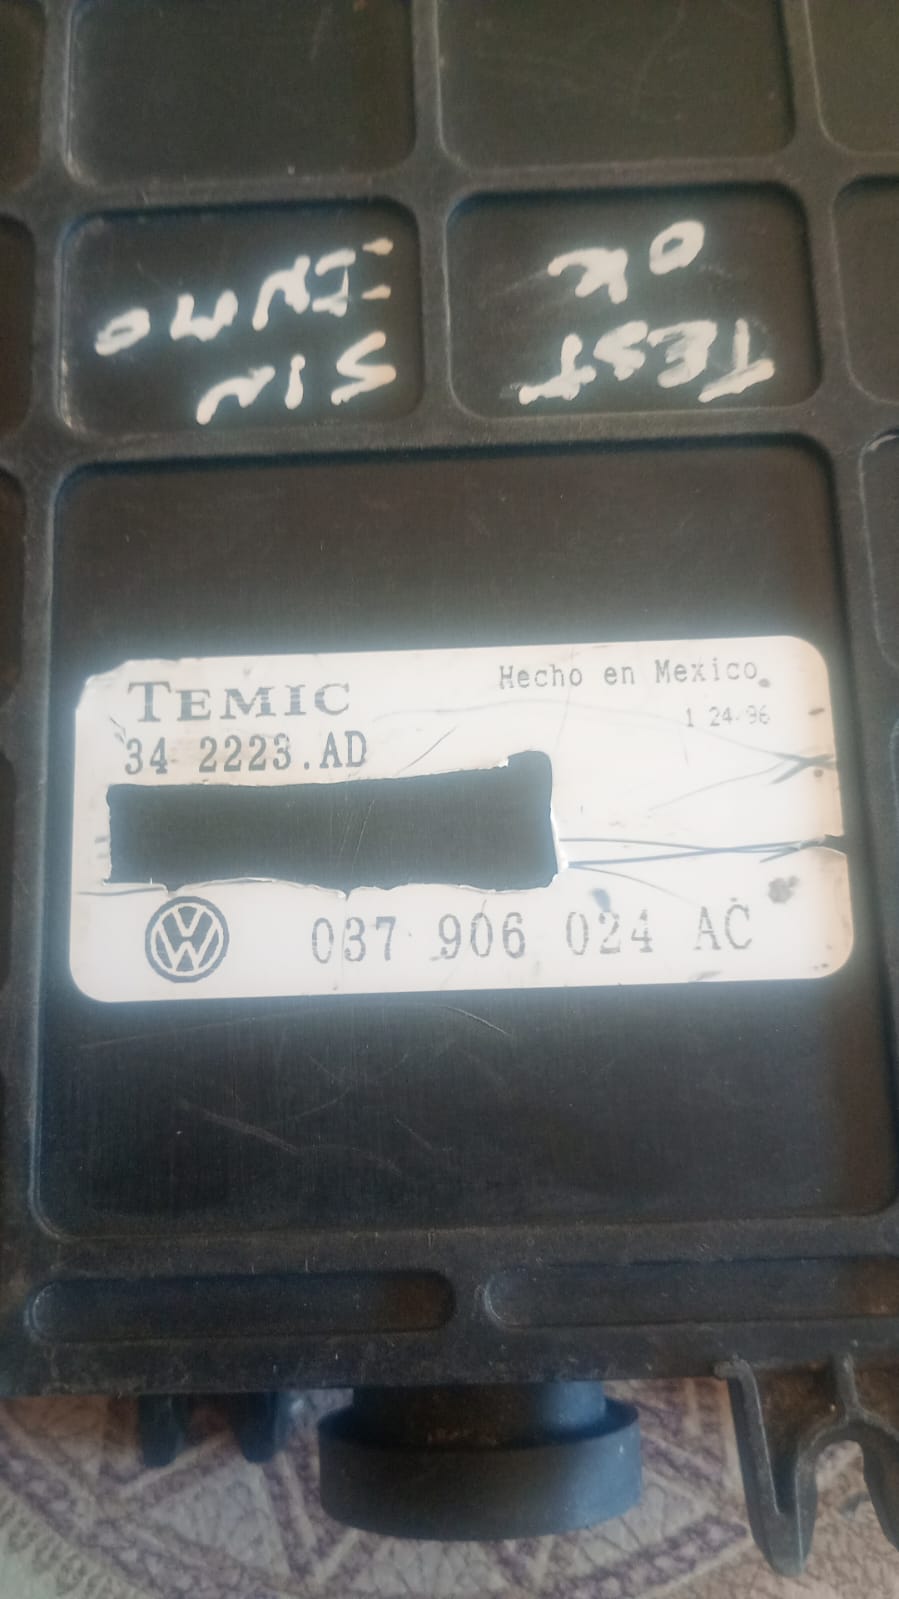 TEST
OK
SIN
INMO
TEMIC
Hecho en Mexico.
1 24 96
34 2223.AD
037 906 024 AC